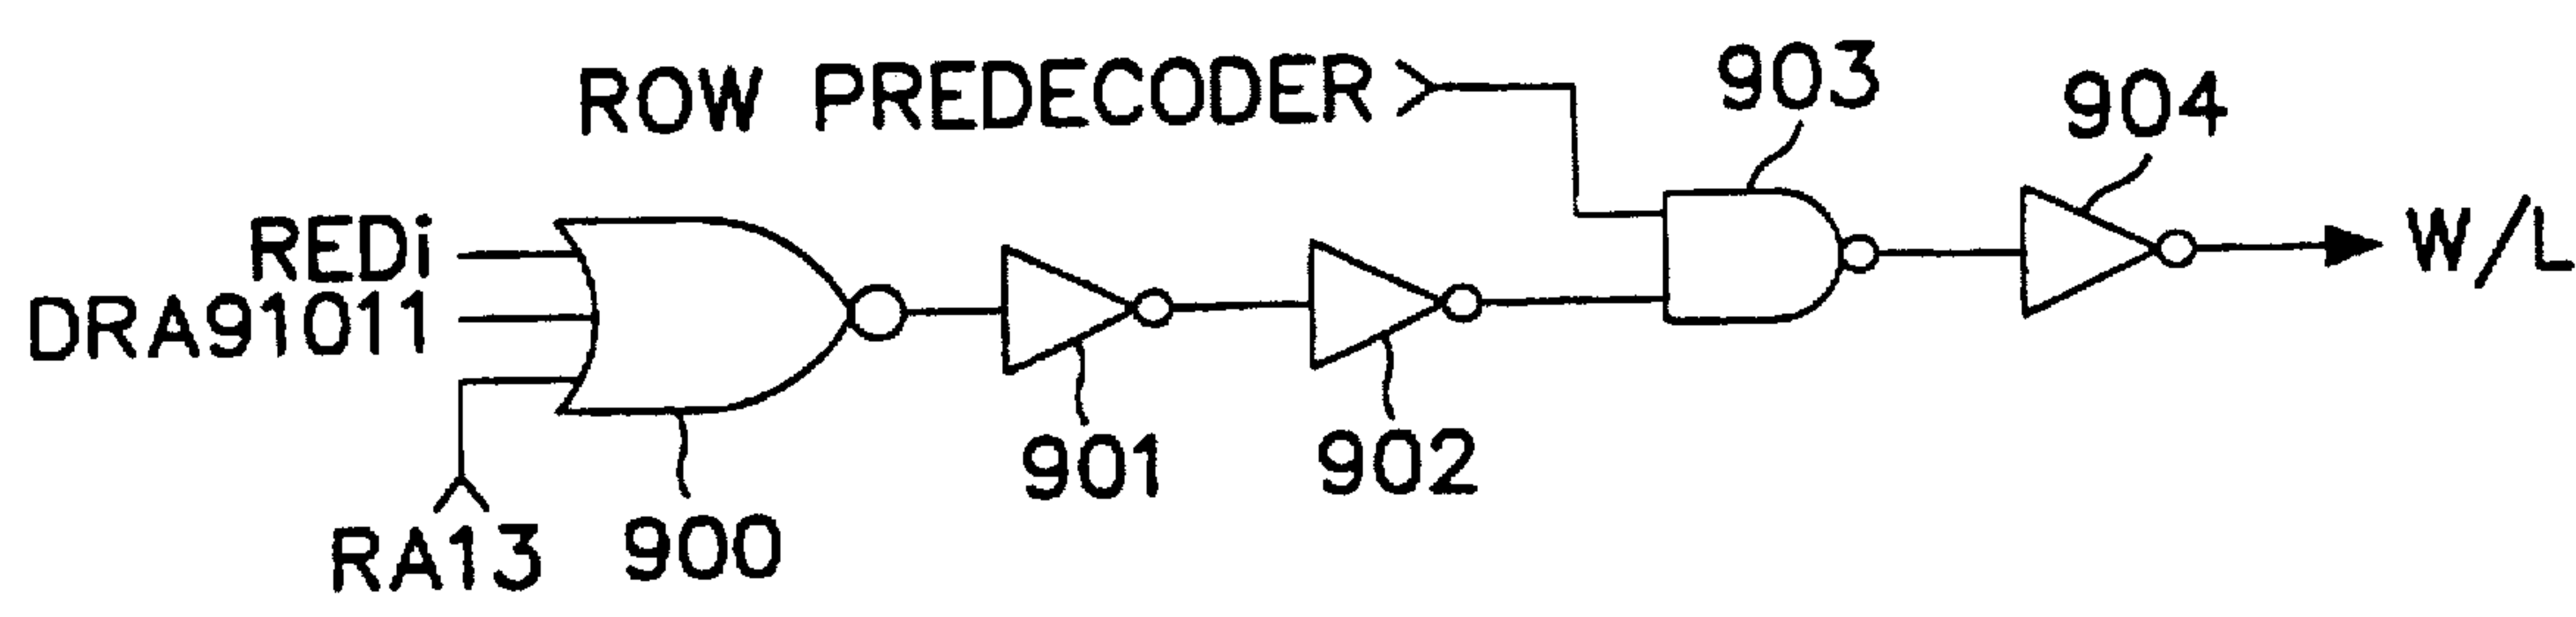 ROW PREDECODER
903
904
REDi
W/L
DRA91011
901
902
RA13
900